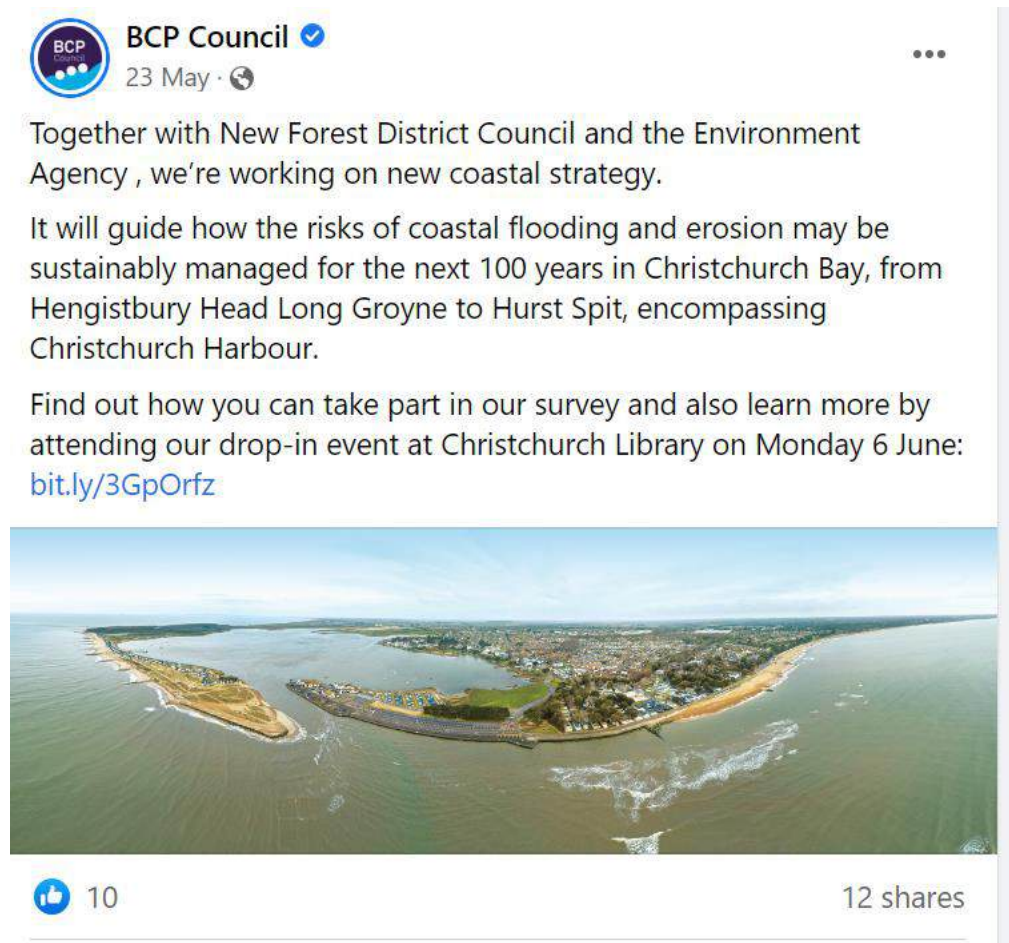 BCP
Council
BCP Council
23 May ·
Together with New Forest District Council and the Environment
Agency , we're working on new coastal strategy.
It will guide how the risks of coastal flooding and erosion may be
sustainably managed for the next 100 years in Christchurch Bay, from
Hengistbury Head Long Groyne to Hurst Spit, encompassing
Christchurch Harbour.
Find out how you can take part in our survey and also learn more by
attending our drop-in event at Christchurch Library on Monday 6 June:
bit.ly/3GpOrfz
10
12 shares